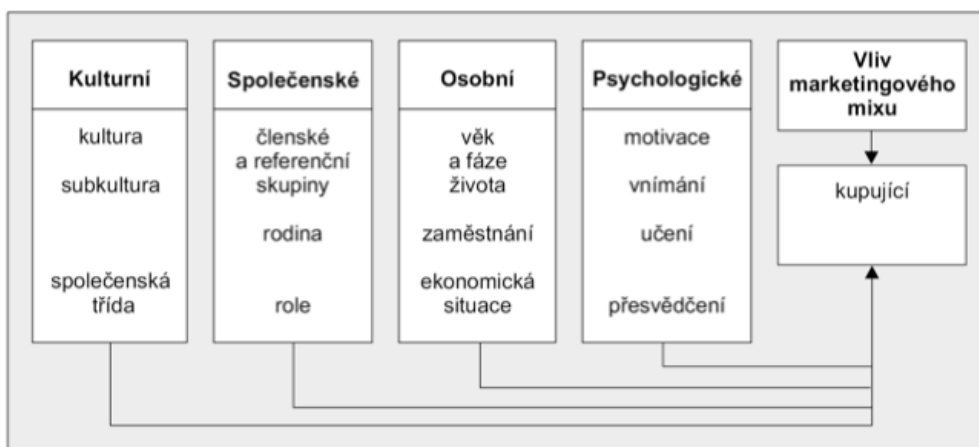 Kulturní
kultura
subkultura
společenská
třída
Společenské
členské
a referenční
skupiny
rodina
role
Osobní
věk
a fáze
života
zaměstnání
ekonomická
situace
Psychologické
motivace
vnímání
učení
přesvědčení
Vliv
marketingového
mixu
kupující